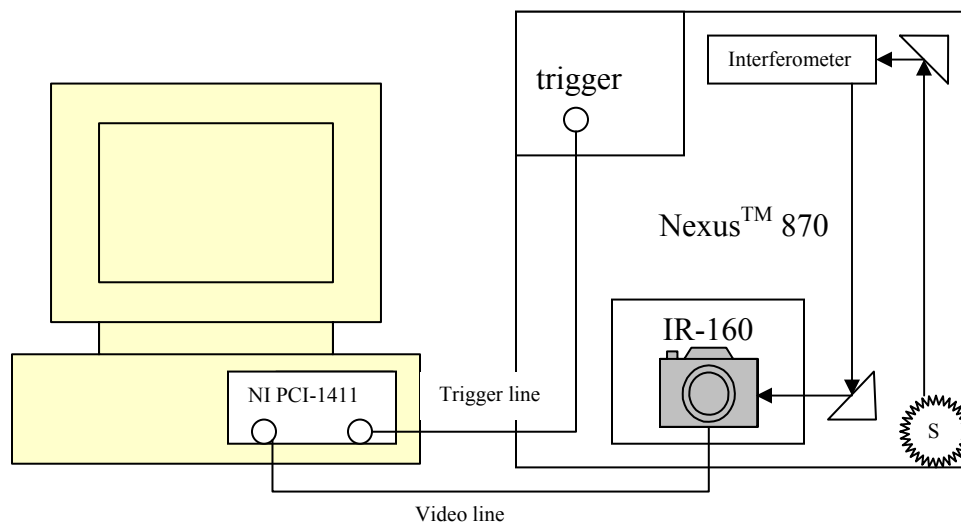 Interferometer
trigger
Nexus™ 870
IR-160
NI PCI-1411
Trigger line
S
Video line